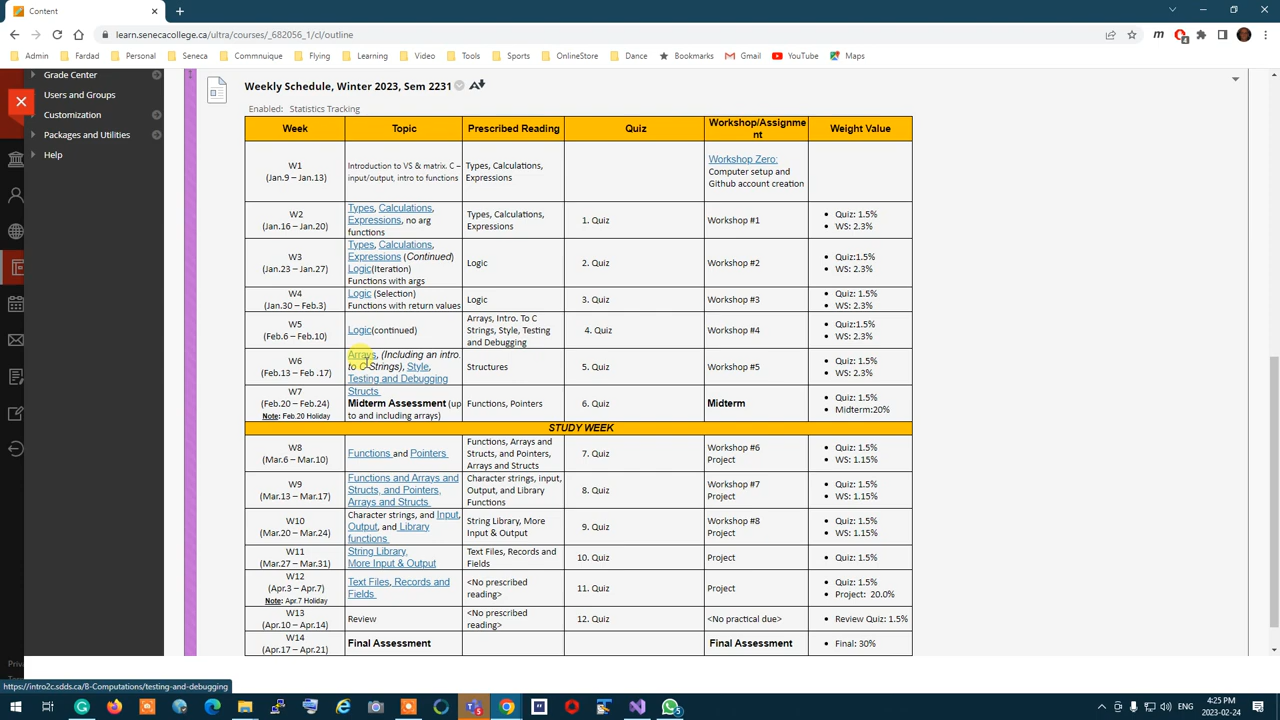 Content
learn.senecacollege.ca/ultra/courses/_682056_1/cl/outline
Admin Fardad Personal Seneca Commnuique Flying Learning Video Tools Sports OnlineStore Dance Bookmarks Gmail YouTube Maps
Grade Center
Users and Groups
Customization
Packages and Utilities
Help
Weekly Schedule, Winter 2023, Sem 2231
Enabled: Statistics Tracking
Week Topic Prescribed Reading Quiz Workshop/Assignme
nt Weight Value
W1
(Jan.9 – Jan.13)
Introduction to VS & matrix. C –
input/output, intro to functions
Types, Calculations,
Expressions
Workshop Zero:
Computer setup and
Github account creation
W2
(Jan.16 – Jan.20)
Types, Calculations,
Expressions, no arg
functions
Types, Calculations,
Expressions
1. Quiz
Workshop #1
• Quiz: 1.5%
• WS: 2.3%
W3
(Jan.23 – Jan.27)
Types, Calculations,
Expressions (Continued)
Logic(Iteration)
Functions with args
Logic
2. Quiz
Workshop #2
• Quiz:1.5%
• WS: 2.3%
W4
(Jan.30 – Feb.3)
Logic (Selection)
Functions with return values
Logic
3. Quiz
Workshop #3
• Quiz: 1.5%
• WS: 2.3%
W5
(Feb.6 – Feb.10)
Logic(continued)
Arrays, Intro. To C
Strings, Style, Testing
and Debugging
4. Quiz
Workshop #4
• Quiz:1.5%
• WS: 2.3%
W6
(Feb.13 – Feb .17)
Arrays, (Including an intro.
to C-Strings), Style,
Testing and Debugging
Structures
5. Quiz
Workshop #5
• Quiz: 1.5%
• WS: 2.3%
W7
(Feb.20 – Feb.24)
Note: Feb.20 Holiday
Structs
Midterm Assessment (up
to and including arrays)
Functions, Pointers
6. Quiz
Midterm
• Quiz: 1.5%
• Midterm:20%
STUDY WEEK
W8
(Mar.6 – Mar.10)
Functions and Pointers
Functions, Arrays and
Structs, and Pointers,
Arrays and Structs
7. Quiz
Workshop #6
Project
• Quiz: 1.5%
• WS: 1.15%
W9
(Mar.13 – Mar.17)
Functions and Arrays and
Structs, and Pointers,
Arrays and Structs
Character strings, input,
Output, and Library
Functions
8. Quiz
Workshop #7
Project
• Quiz: 1.5%
• WS: 1.15%
W10
(Mar.20 – Mar.24)
Character strings, and Input,
Output, and Library
functions
String Library, More
Input & Output
9. Quiz
Workshop #8
Project
• Quiz: 1.5%
• WS: 1.15%
W11
(Mar.27 – Mar.31)
String Library,
More Input & Output
Text Files, Records and
Fields
10. Quiz
Project
• Quiz: 1.5%
W12
(Apr.3 – Apr.7)
Note: Apr.7 Holiday
Text Files, Records and
Fields
<No prescribed
reading>
11. Quiz
Project
• Quiz: 1.5%
• Project: 20.0%
W13
(Apr.10 – Apr.14)
Review
<No prescribed
reading>
12. Quiz
<No practical due>
• Review Quiz: 1.5%
W14
(Apr.17 – Apr.21)
Final Assessment
Final Assessment
• Final: 30%
https://intro2c.sdds.ca/B-Computations/testing-and-debugging
ENG
4:25 PM
2023-02-24